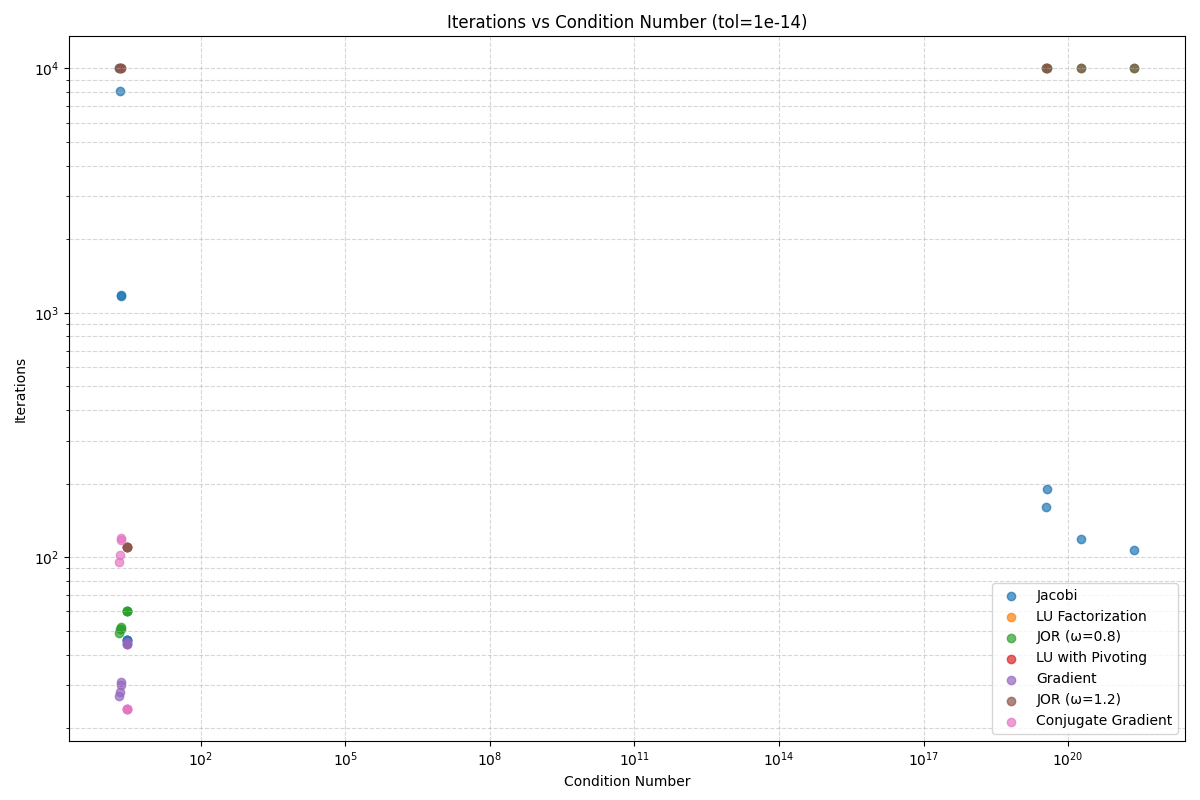 Iterations vs Condition Number (tol=1e-14)
10⁴
10³
10²
Iterations
10² 10⁵ 10⁸ 10¹¹ 10¹⁴ 10¹⁷ 10²⁰
Condition Number
Jacobi
LU Factorization
JOR (ω=0.8)
LU with Pivoting
Gradient
JOR (ω=1.2)
Conjugate Gradient